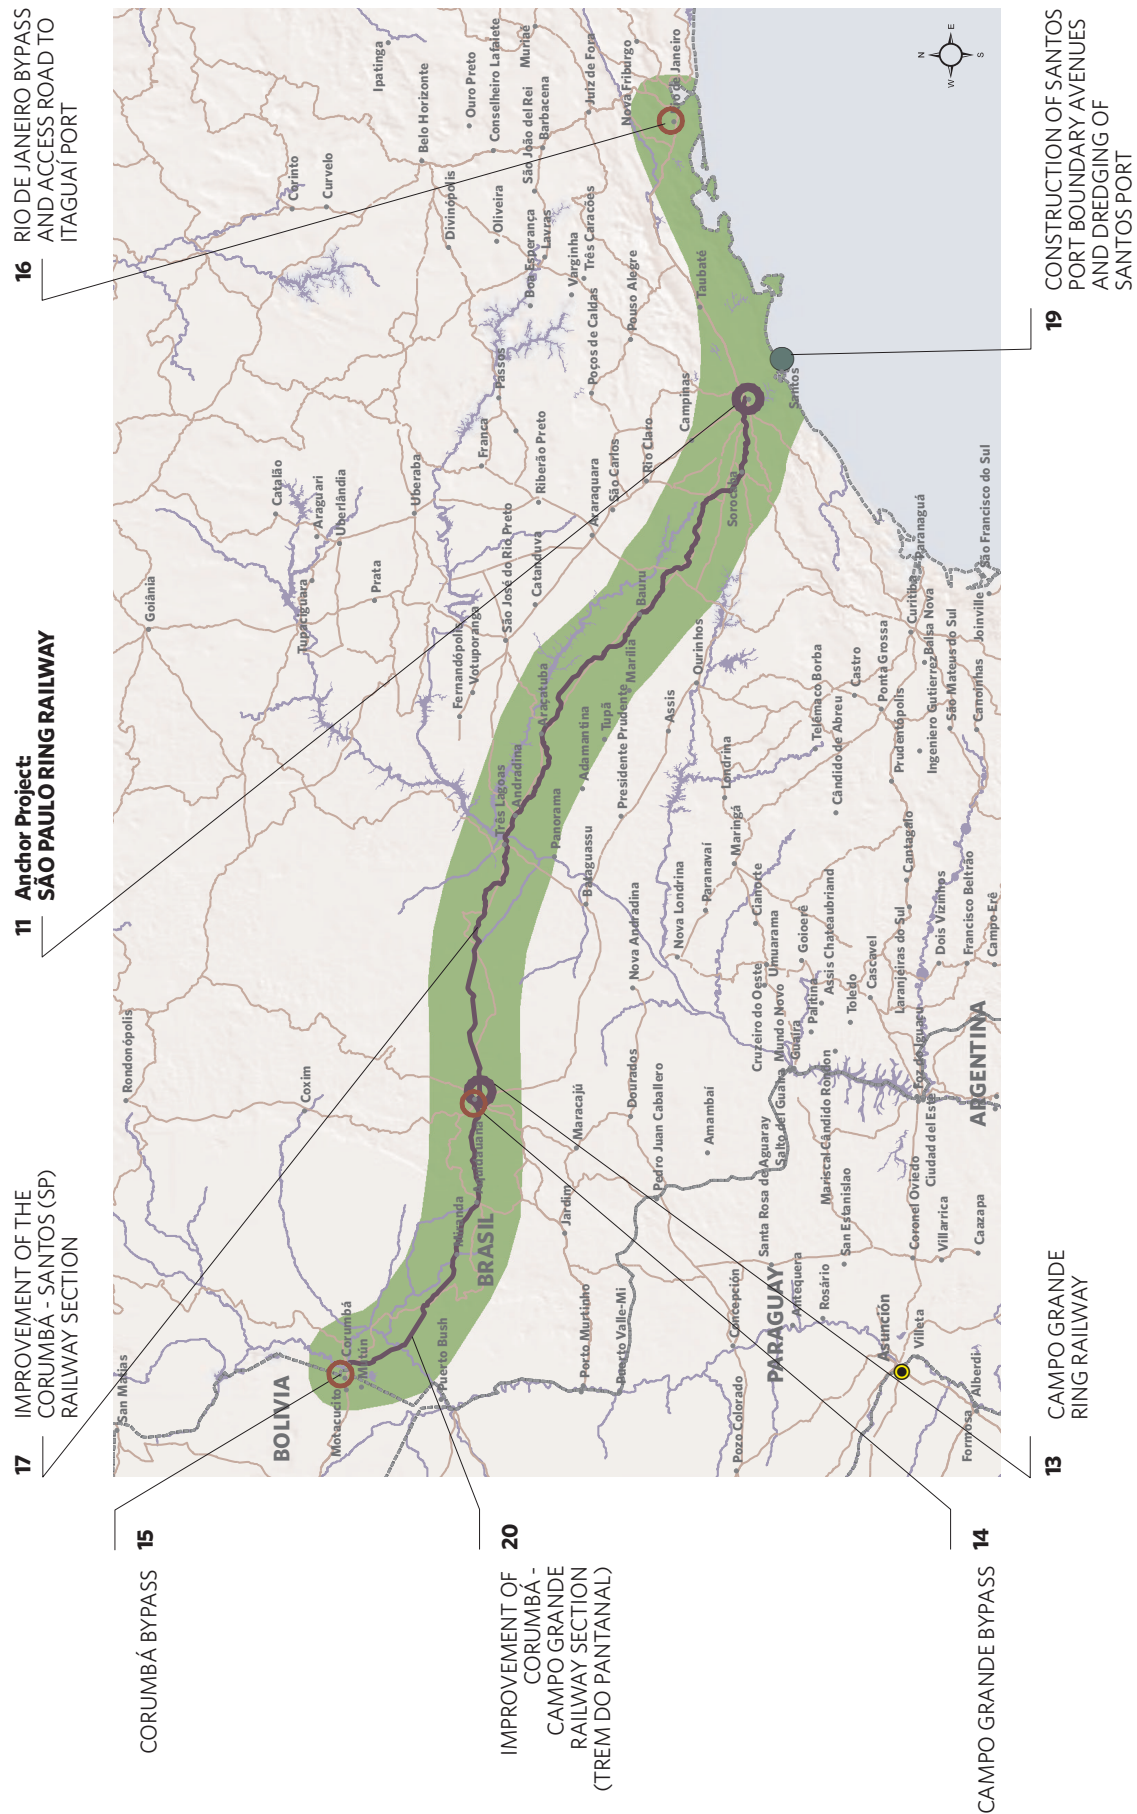 16
RIO DE JANEIRO BYPASS
AND ACCESS ROAD TO
ITAGUAÍ PORT
11
Anchor Project:
SÃO PAULO RING RAILWAY
17
IMPROVEMENT OF THE
CORUMBÁ - SANTOS (SP)
RAILWAY SECTION
15
CORUMBÁ BYPASS
20
IMPROVEMENT OF
CORUMBÁ -
CAMPO GRANDE
RAILWAY SECTION
(TREM DO PANTANAL)
14
CAMPO GRANDE BYPASS
13
CAMPO GRANDE
RING RAILWAY
19
CONSTRUCTION OF SANTOS
PORT BOUNDARY AVENUES
AND DREDGING OF
SANTOS PORT
N
E
S
W
San Matías
Rondonópolis
Goiânia
Corinto
Curvelo
Ipatinga
Coxim
Catalão
Araguari
Uberlândia
Tupaciguara
Prata
Uberaba
Belo Horizonte
Ouro Preto
Conselheiro Lafaiete
Muriaé
Divinópolis
Oliveira
São João del Rei
Barbacena
Juiz de Fora
Nova Friburgo
Boa Esperança
Lavras
Varginha
Três Caracoes
Passos
Franca
Riberão Preto
Poços de Caldas
Pouso Alegre
Taubaté
Fernandópolis
Votuporanga
São José do Rio Preto
Catanduva
Araraquara
São Carlos
Rio Claro
Campinas
Santos
Sorocaba
Bauru
Marília
Araçatuba
Andradina
Três Lagoas
Adamantina
Tupã
Presidente Prudente
Panorama
Bataguassu
Assis
Ourinhos
BOLIVIA
Motacucito
Corumbá
Mutún
Puerto Bush
Miranda
BRASIL
Jardim
Maracajú
Dourados
Nova Andradina
Nova Londrina
Paranavaí
Maringá
Londrina
Cianorte
Umuarama
Cruzeiro do Oeste
Goioerê
Mundo Novo
Guaíra
Salto del Guaira
Assis Chateaubriand
Toledo
Cascavel
Mariscal Cándido Rondon
Telêmaco Borba
Castro
Cândido de Abreu
Ponta Grossa
Prudentópolis
Curitiba
Paranaguá
Balsa Nova
Ingeniero Gutierrez
São Mateus do Sul
Canoinhas
Joinville
São Francisco do Sul
Cantagalo
Laranjeiras do Sul
Dois Vizinhos
Francisco Beltrão
Campo Erê
Foz do Iguaçu
Ciudad del Este
ARGENTINA
Porto Murtinho
Puerto Valle-Mi
Pedro Juan Caballero
Amambaí
Santa Rosa de Aguaray
San Estanislao
Coronel Oviedo
Villarrica
Caazapa
Concepción
PARAGUAY
Antequera
Rosário
Asunción
Villeta
Alberdi
Formosa
Pozo Colorado